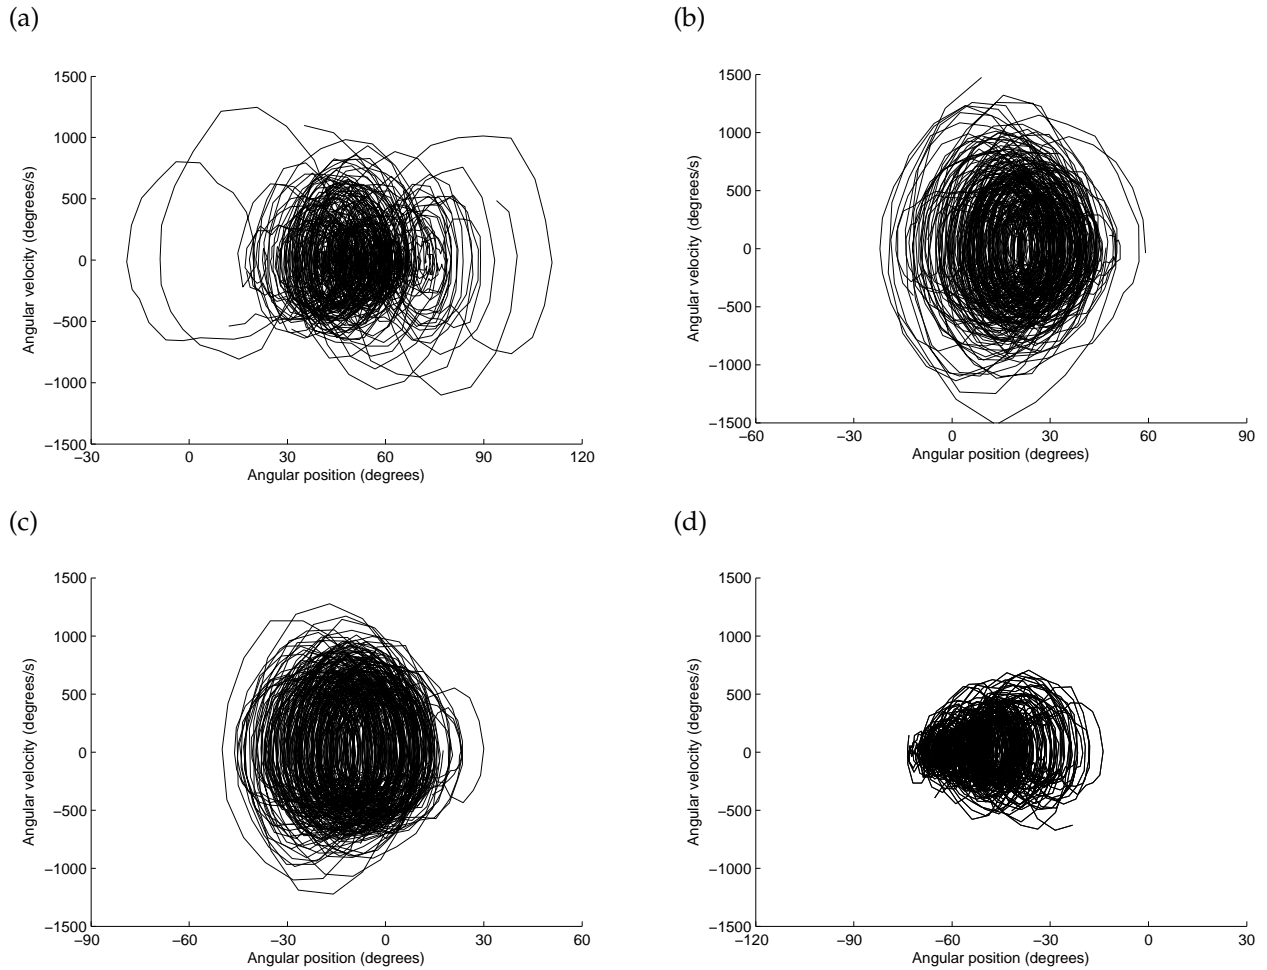 (a)
1500
1000
500
0
−500
−1000
−1500
−30 0 30 60 90 120
Angular position (degrees)
Angular velocity (degrees/s)
(b)
1500
1000
500
0
−500
−1000
−1500
−60 −30 0 30 60 90
Angular position (degrees)
Angular velocity (degrees/s)
(c)
1500
1000
500
0
−500
−1000
−1500
−90 −60 −30 0 30 60
Angular position (degrees)
Angular velocity (degrees/s)
(d)
1500
1000
500
0
−500
−1000
−1500
−120 −90 −60 −30 0 30
Angular position (degrees)
Angular velocity (degrees/s)